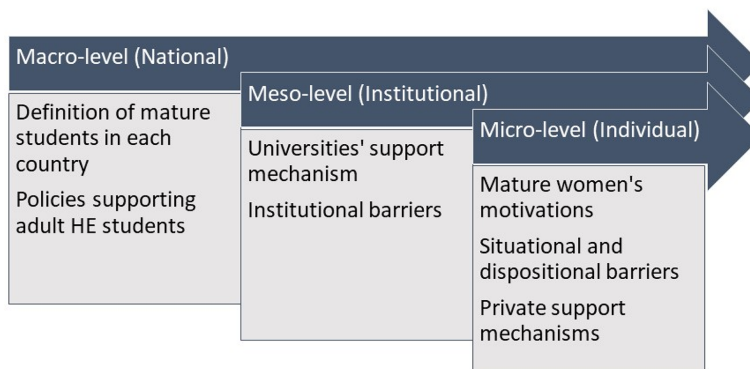 Macro-level (National)
Definition of mature
students in each
country
Policies supporting
adult HE students
Meso-level (Institutional)
Universities' support
mechanism
Institutional barriers
Micro-level (Individual)
Mature women's
motivations
Situational and
dispositional barriers
Private support
mechanisms